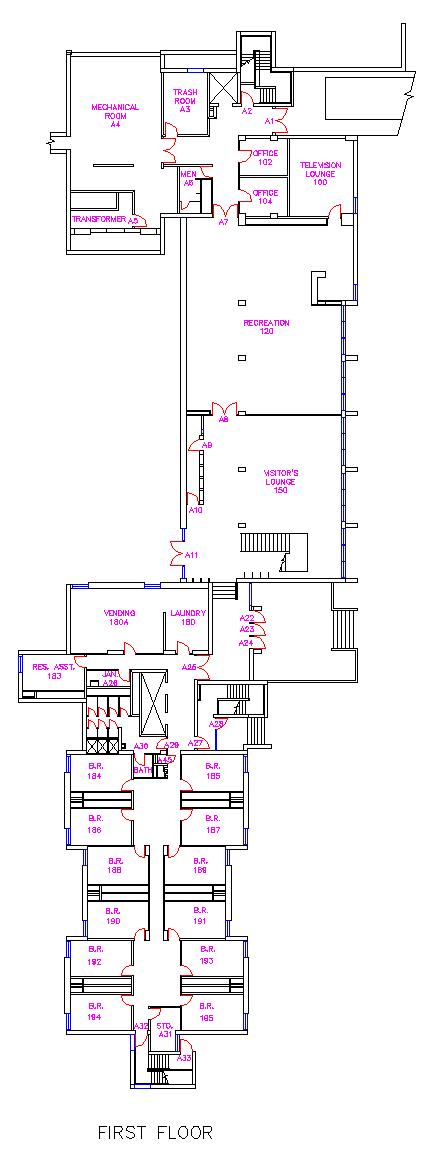 TRASH
ROOM
A3
MECHANICAL
ROOM
A4
A2
A1
OFFICE
102
TELEVISION
LOUNGE
100
MEN
A6
OFFICE
104
TRANSFORMER
A5
A7
RECREATION
120
A8
A9
VISITOR'S
LOUNGE
150
A10
A11
VENDING
180A
LAUNDRY
180
A22
A23
A24
RES. ASST.
183
A25
JAN.
A26
A28
A27
A29
A30
A45
BATH
B.R.
184
B.R.
185
B.R.
186
B.R.
187
B.R.
188
B.R.
189
B.R.
190
B.R.
191
B.R.
192
B.R.
193
B.R.
194
B.R.
195
A32
STO.
A31
A33
FIRST FLOOR